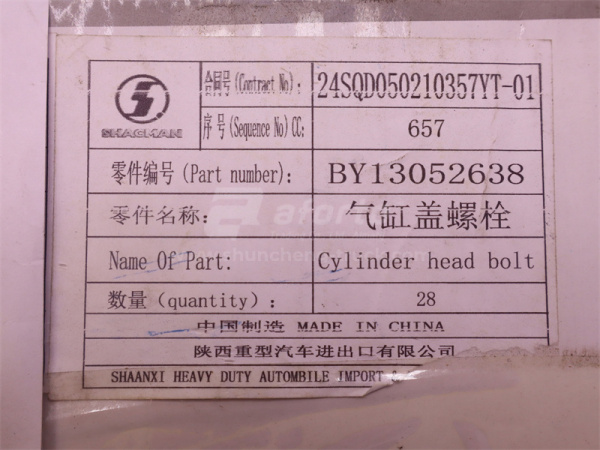 SHACMAN
合同号(Contract No): 24SQD050210357YT-01
序号(Sequence No)CC: 657
零件编号(Part number): BY13052638
零件名称: 气缸盖螺栓
Name Of Part: Cylinder head bolt
数量(quantity): 28
中国制造 MADE IN CHINA
陕西重型汽车进出口有限公司
SHAANXI HEAVY DUTY AUTOMBILE IMPORT &